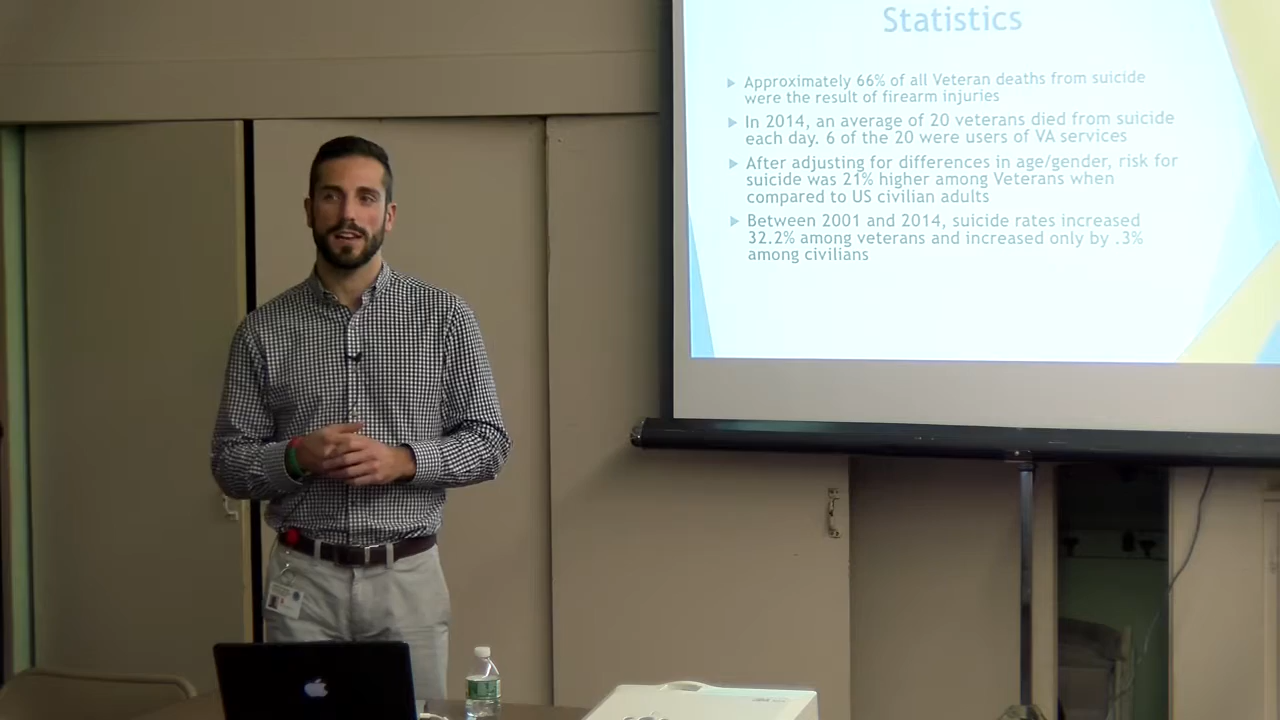 Statistics
Approximately 66% of all Veteran deaths from suicide
were the result of firearm injuries
In 2014, an average of 20 veterans died from suicide
each day. 6 of the 20 were users of VA services
After adjusting for differences in age/gender, risk for
suicide was 21% higher among Veterans when
compared to US civilian adults
Between 2001 and 2014, suicide rates increased
32.2% among veterans and increased only by .3%
among civilians